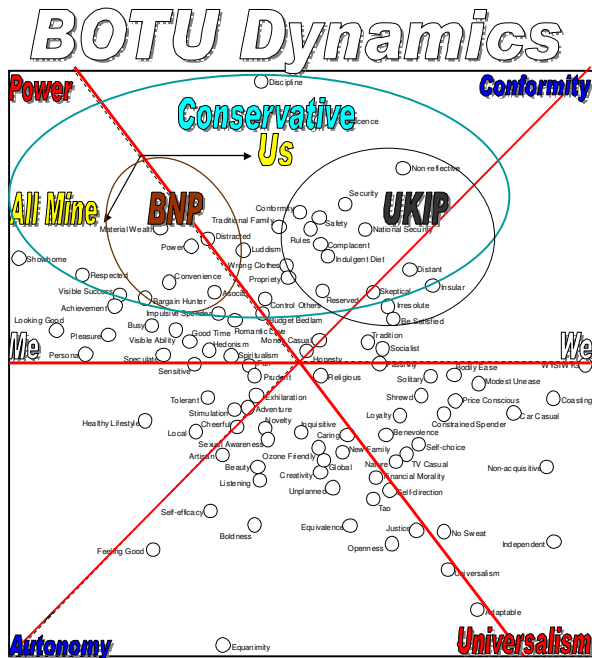 BOTU Dynamics
Power
Conformity
Discipline
Conservative
Us
Non-reflective
All Mine
BNP
UKIP
Security
Conformity
Traditional Family
Safety
Material Wealth
National Security
Rules
Distracted
Power
Complacent
Luddism
Indulgent Diet
Showhome
Wrong Clothes
Distant
Respected
Propriety
Convenience
Insular
Visible Success
Reserved
Skeptical
Bargain Hunter
Control Others
Achievement
Irresolute
Impulsive Spender
Budget Bedlam
Be Satisfied
Looking Good
Busy
Romantic Love
Pleasure
Good Time
Tradition
Visible Ability
Money Casual
Me
We
Hedonism
Socialist
Persona
Spiritualism
Honesty
Sensitive
WYSIWYG
Bodily Ease
Prudent
Religious
Solitary
Modest Unease
Tolerant
Exhilaration
Shrewd
Price Conscious
Coasting
Stimulation
Adventure
Loyalty
Car Casual
Healthy Lifestyle
Cheerful
Novelty
Constrained Spender
Local
Inquisitive
Benevolence
Sexual Awareness
Caring
Self-choice
Artisan
Ozone Friendly
New Family
TV Casual
Beauty
Global
Nature
Non-acquisitive
Listening
Creativity
Financial Morality
Unplanned
Self-direction
Tao
Self-efficacy
Boldness
Equivalence
Justice
No Sweat
Feeling Good
Openness
Independent
Universalism
Adaptable
Autonomy
Equanimity
Universalism